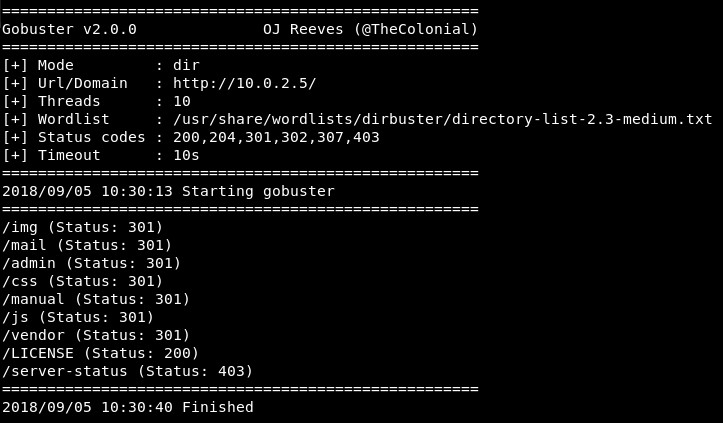 =====================================================
Gobuster v2.0.0              OJ Reeves (@TheColonial)
=====================================================
[+] Mode         : dir
[+] Url/Domain   : http://10.0.2.5/
[+] Threads      : 10
[+] Wordlist     : /usr/share/wordlists/dirbuster/directory-list-2.3-medium.txt
[+] Status codes : 200,204,301,302,307,403
[+] Timeout      : 10s
=====================================================
2018/09/05 10:30:13 Starting gobuster
=====================================================
/img (Status: 301)
/mail (Status: 301)
/admin (Status: 301)
/css (Status: 301)
/manual (Status: 301)
/js (Status: 301)
/vendor (Status: 301)
/LICENSE (Status: 200)
/server-status (Status: 403)
=====================================================
2018/09/05 10:30:40 Finished